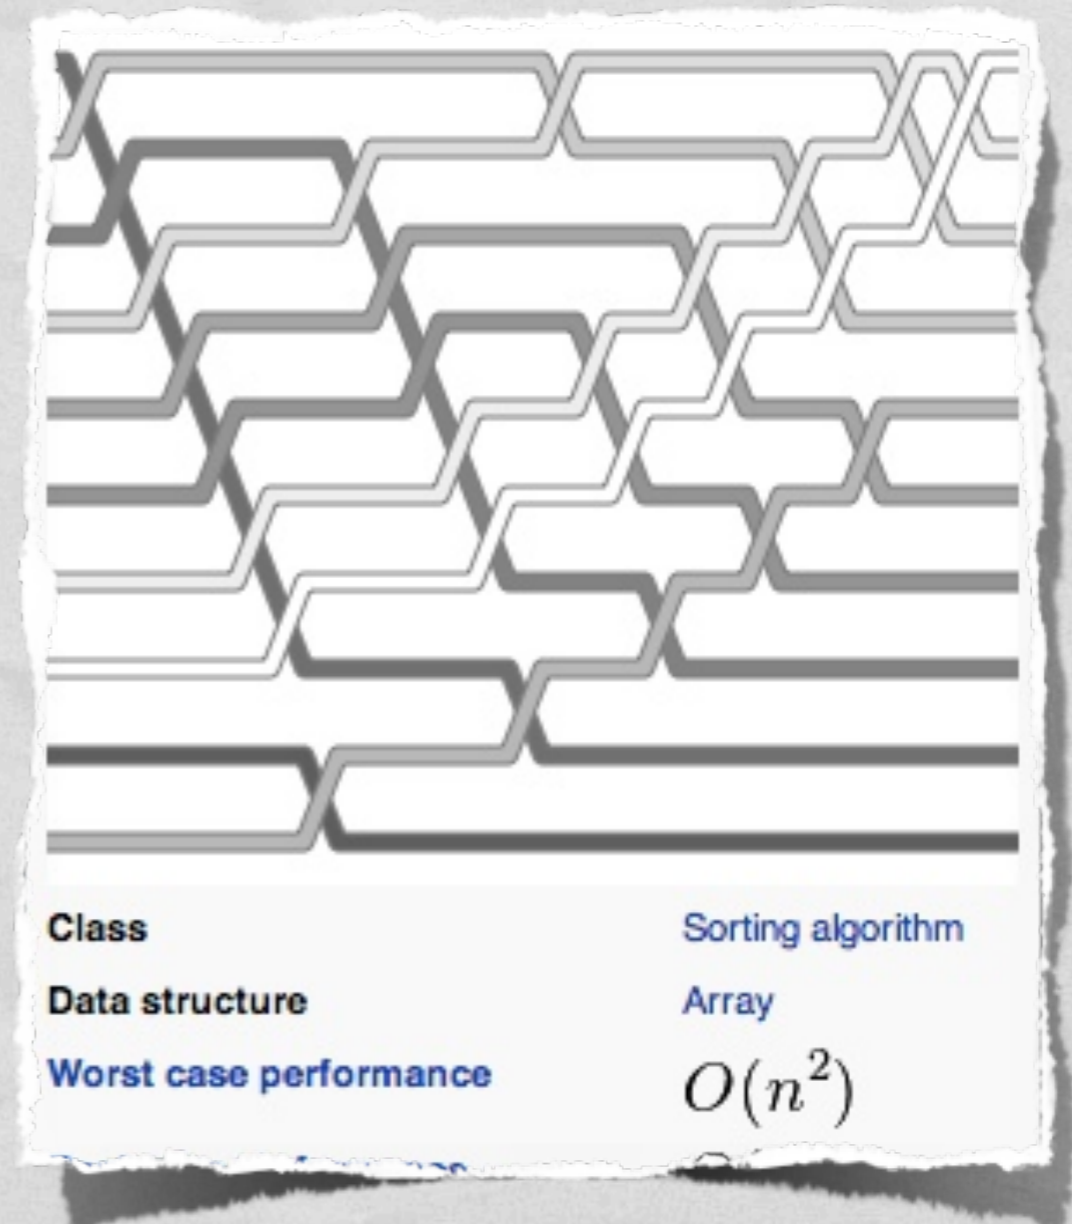 Class Sorting algorithm
Data structure Array
Worst case performance O(n²)